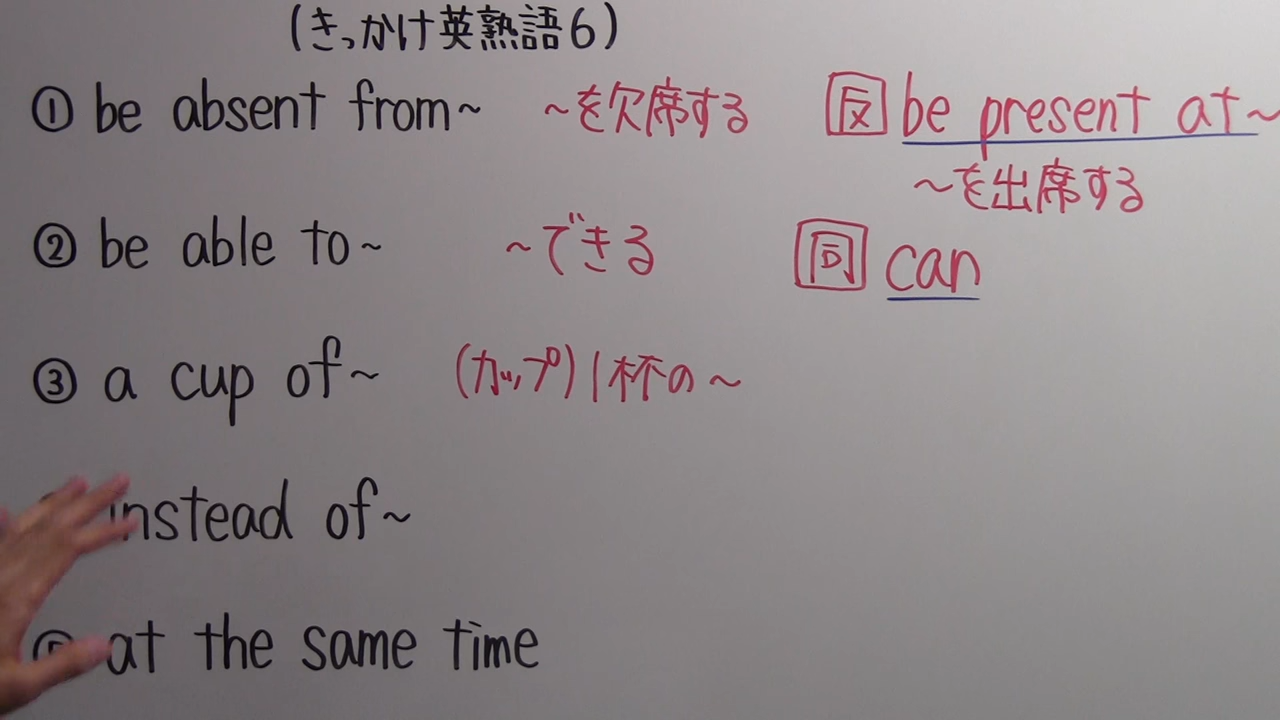 (きっかけ英熟語6)
① be absent from~ ~を欠席する 反 be present at~
~を出席する
② be able to~ ~できる 同 can
③ a cup of~ (カップ)1杯の~
instead of~
at the same time